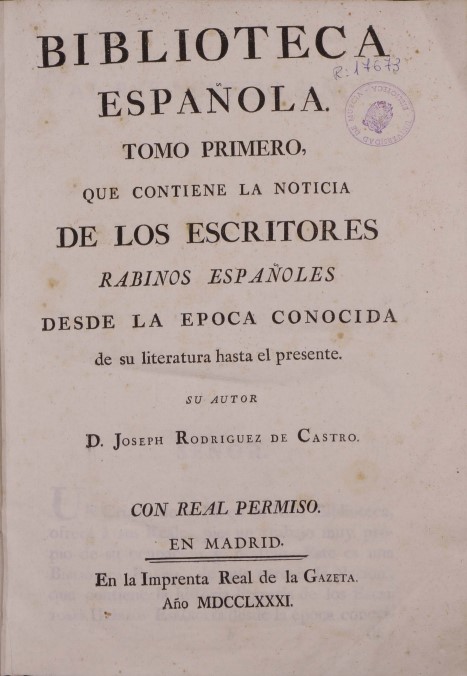 BIBLIOTECA
R: 17673
ESPAÑOLA.
TOMO PRIMERO,
QUE CONTIENE LA NOTICIA
DE LOS ESCRITORES
RABINOS ESPAÑOLES
DESDE LA EPOCA CONOCIDA
de su literatura hasta el presente.
SU AUTOR
D. JOSEPH RODRIGUEZ DE CASTRO.
CON REAL PERMISO.
EN MADRID.
En la Imprenta Real de la GAZETA.
Año MDCCLXXXI.